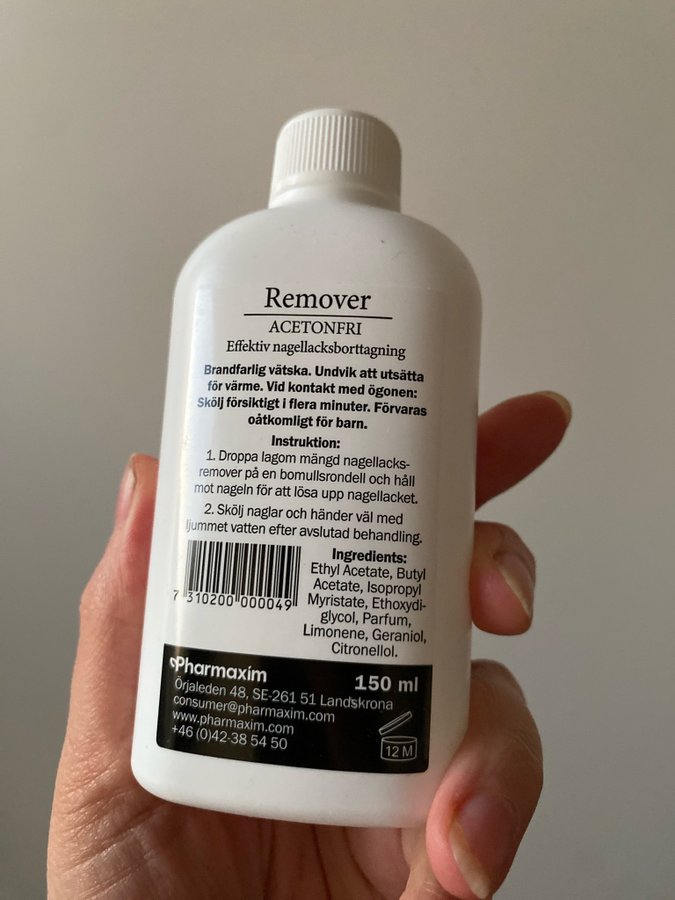 Remover
ACETONFRI
Effektiv nagellacksborttagning
Brandfarlig vätska. Undvik att utsätta
för värme. Vid kontakt med ögonen:
Skölj försiktigt i flera minuter. Förvaras
oåtkomligt för barn.
Instruktion:
1. Droppa lagom mängd nagellacks-
remover på en bomullsrondell och håll
mot nageln för att lösa upp nagellacket.
2. Skölj naglar och händer väl med
ljummet vatten efter avslutad behandling.
7 310200 000049
Ingredients:
Ethyl Acetate, Butyl
Acetate, Isopropyl
Myristate, Ethoxydi-
glycol, Parfum,
Limonene, Geraniol,
Citronellol.
Pharmaxim
150 ml
Örjaleden 48, SE-261 51 Landskrona
consumer@pharmaxim.com
www.pharmaxim.com
+46 (0)42-38 54 50
12 M